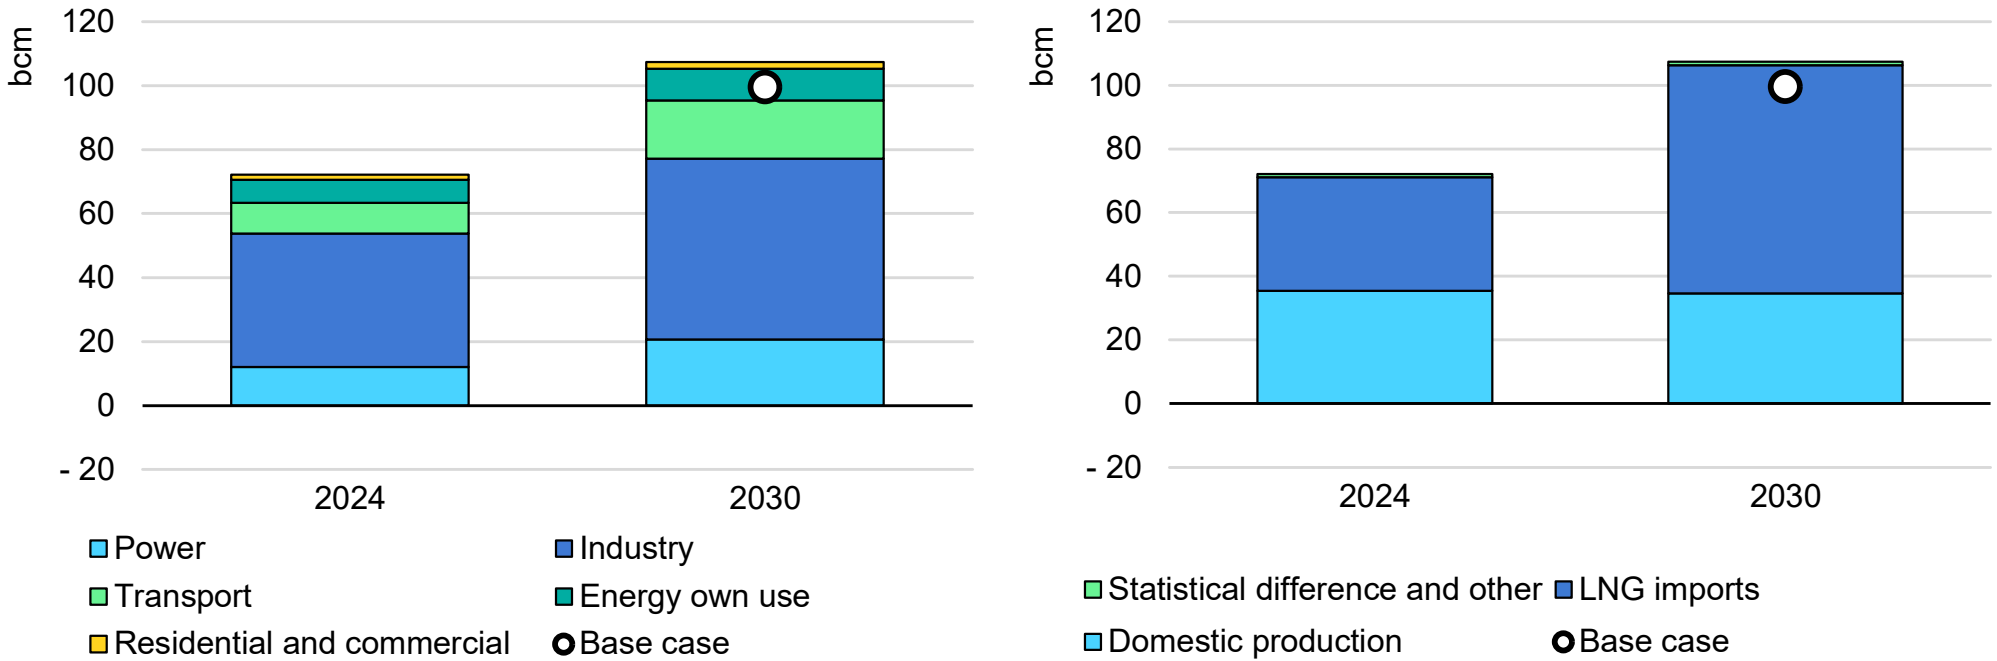 bcm
120
100
80
60
40
20
0
- 20
2024 2030
Power Industry
Transport Energy own use
Residential and commercial Base case
bcm
120
100
80
60
40
20
0
- 20
2024 2030
Statistical difference and other LNG imports
Domestic production Base case